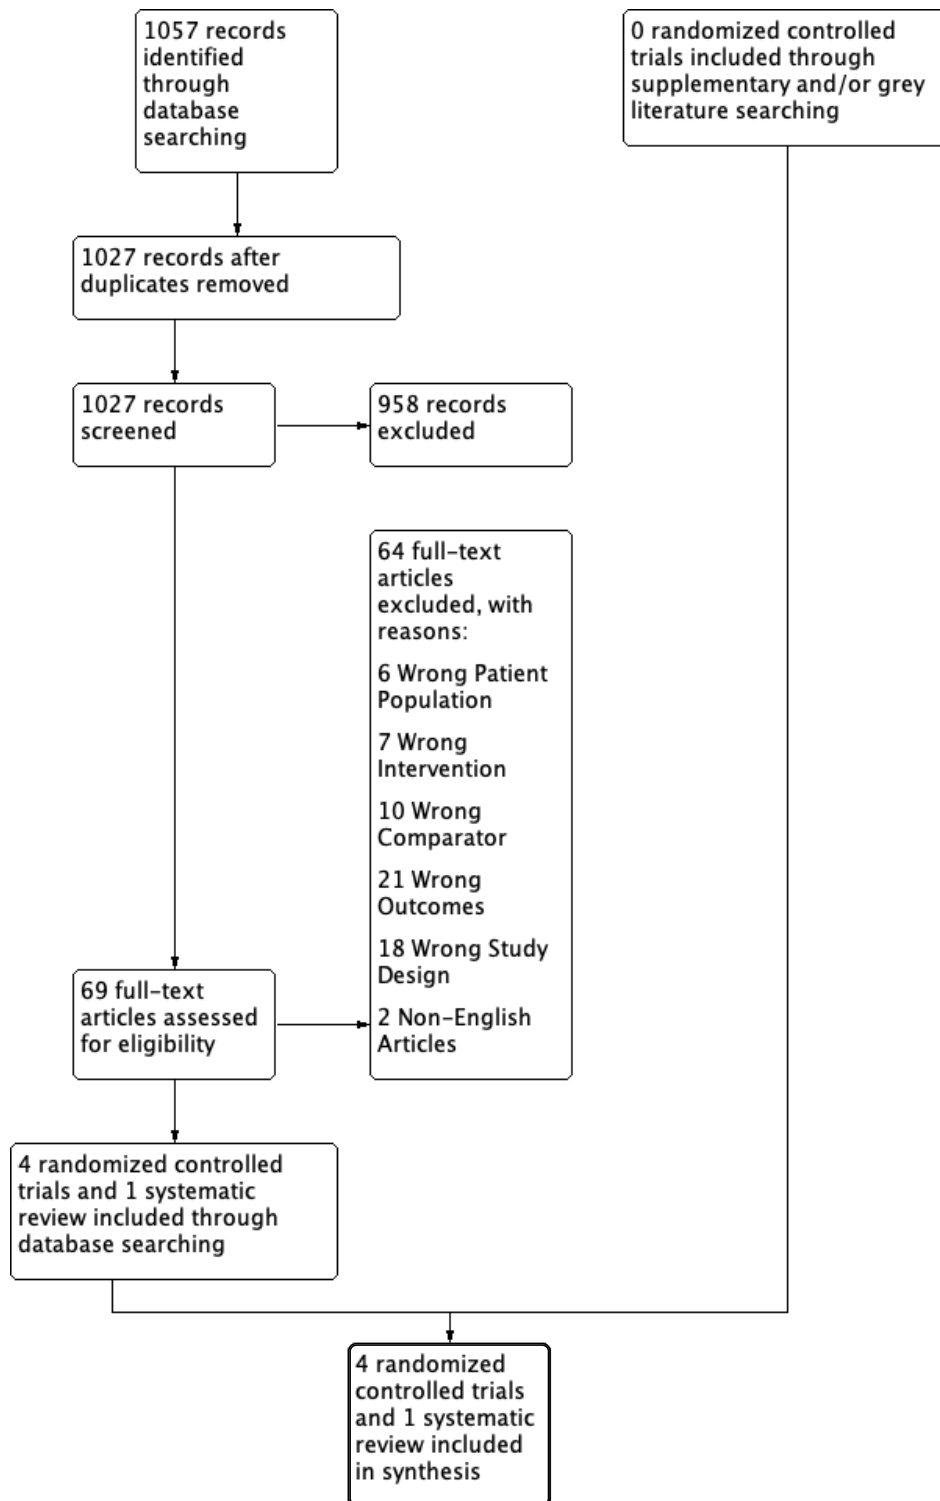 1057 records
identified
through
database
searching
0 randomized controlled
trials included through
supplementary and/or grey
literature searching
1027 records after
duplicates removed
1027 records
screened
958 records
excluded
64 full-text
articles
excluded, with
reasons:
6 Wrong Patient
Population
7 Wrong
Intervention
10 Wrong
Comparator
21 Wrong
Outcomes
18 Wrong Study
Design
2 Non-English
Articles
69 full-text
articles assessed
for eligibility
4 randomized controlled
trials and 1 systematic
review included through
database searching
4 randomized
controlled trials
and 1 systematic
review included
in synthesis